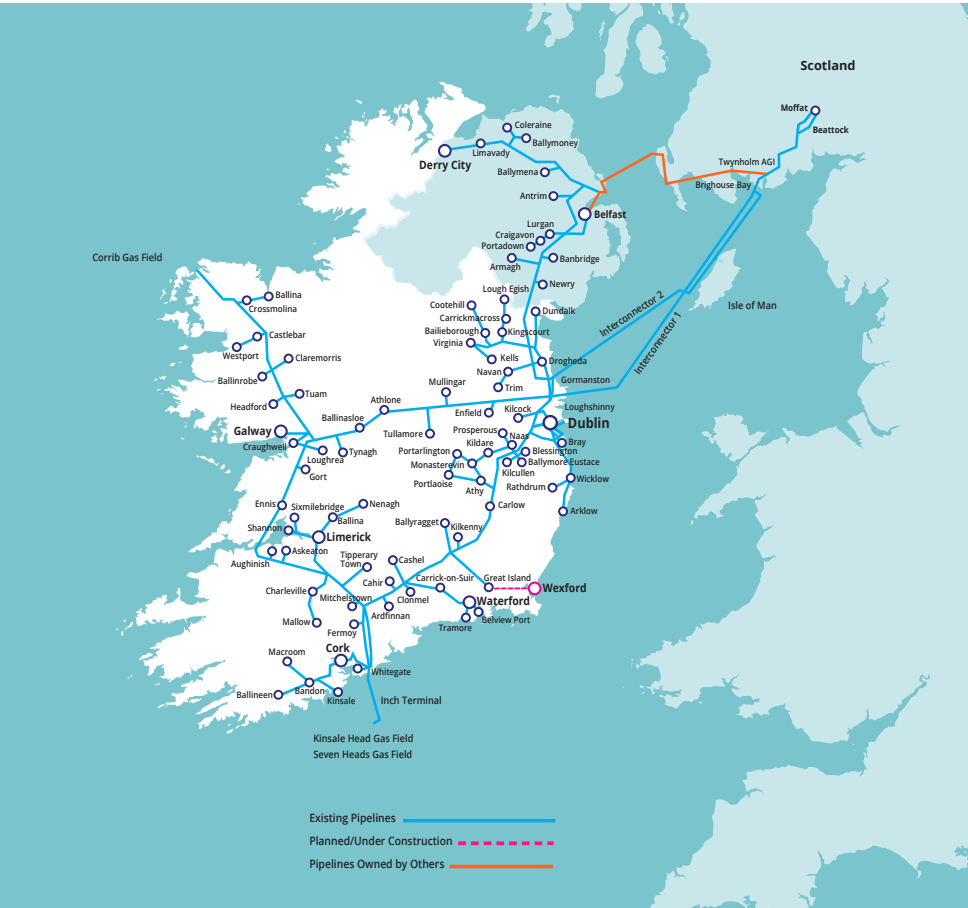 Scotland
Moffat
Beattock
Coleraine
Ballymoney
Limavady
Derry City
Twynholm AGI
Ballymena
Brighouse Bay
Antrim
Belfast
Lurgan
Craigavon
Portadown
Armagh
Banbridge
Corrib Gas Field
Newry
Lough Egish
Ballina
Crossmolina
Cootehill
Carrickmacross
Dundalk
Interconnector 2
Isle of Man
Interconnector 1
Bailieborough
Kingscourt
Castlebar
Virginia
Westport
Claremorris
Kells
Drogheda
Navan
Ballinrobe
Mullingar
Trim
Gormanston
Tuam
Headford
Athlone
Enfield
Kilcock
Loughshinny
Ballinasloe
Dublin
Galway
Tullamore
Prosperous
Naas
Craughwell
Kildare
Bray
Loughrea
Tynagh
Portarlington
Blessington
Monasterevin
Ballymore Eustace
Gort
Kilcullen
Portlaoise
Athy
Rathdrum
Wicklow
Ennis
Sixmilebridge
Nenagh
Carlow
Arklow
Shannon
Ballina
Ballyragget
Kilkenny
Limerick
Askeaton
Aughinish
Tipperary
Town
Cashel
Cahir
Carrick-on-Suir
Great Island
Charleville
Mitchelstown
Clonmel
Wexford
Waterford
Ardfinnan
Mallow
Belview Port
Fermoy
Tramore
Cork
Macroom
Whitegate
Bandon
Ballineen
Kinsale
Inch Terminal
Kinsale Head Gas Field
Seven Heads Gas Field
Existing Pipelines
Planned/Under Construction
Pipelines Owned by Others